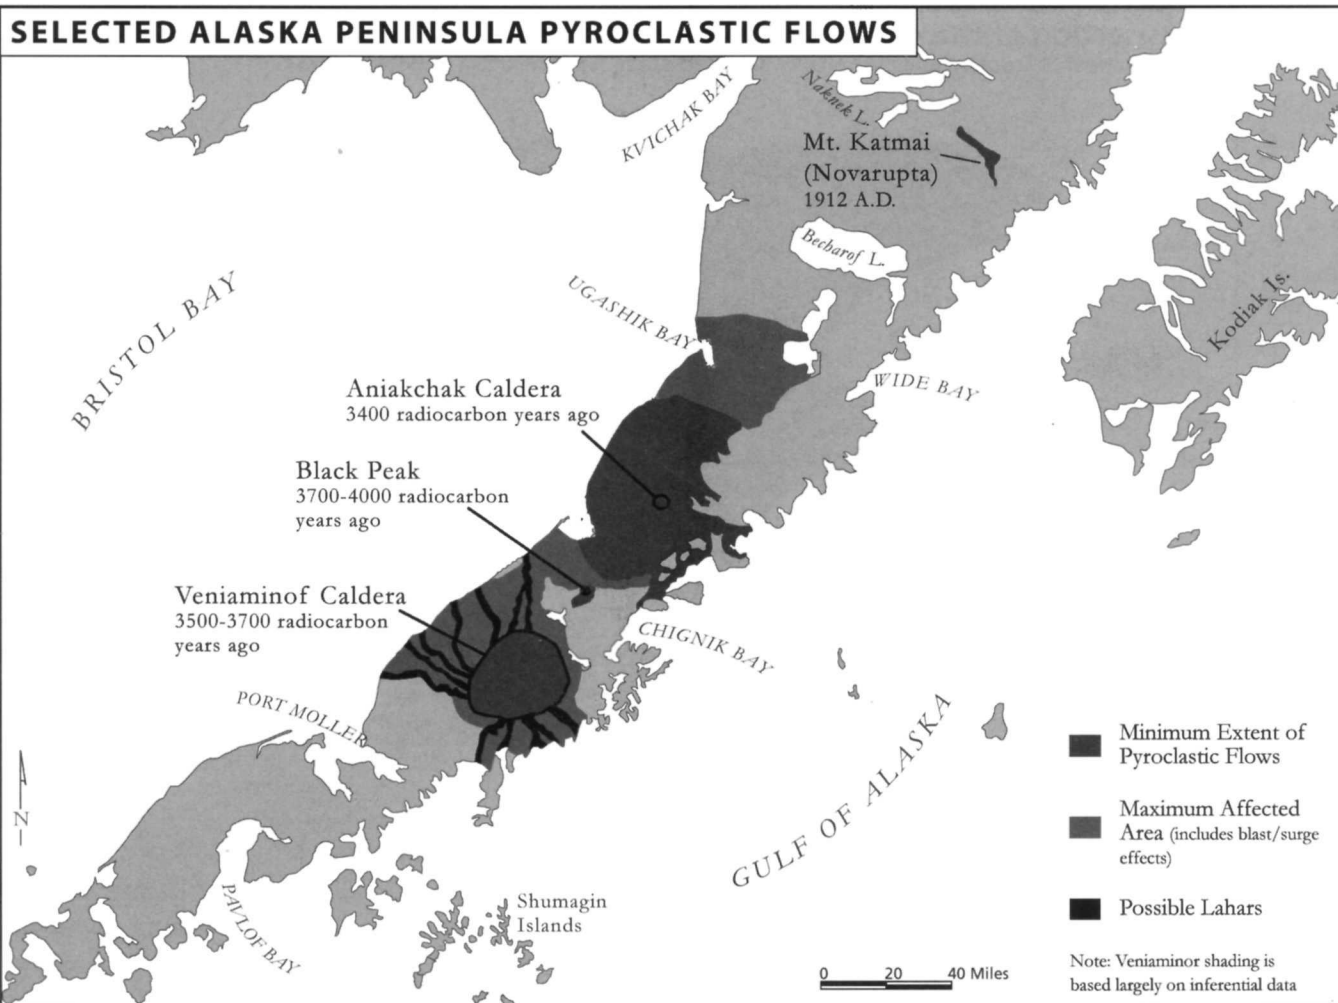 SELECTED ALASKA PENINSULA PYROCLASTIC FLOWS
KVICHAK BAY
Naknek L.
Mt. Katmai
(Novarupta)
1912 A.D.
Becharof L.
BRISTOL BAY
UGASHIK BAY
Kodiak Is.
WIDE BAY
Aniakchak Caldera
3400 radiocarbon years ago
Black Peak
3700-4000 radiocarbon
years ago
Veniaminof Caldera
3500-3700 radiocarbon
years ago
CHIGNIK BAY
PORT MOLLER
GULF OF ALASKA
N
PAVLOF BAY
Shumagin
Islands
Minimum Extent of
Pyroclastic Flows
Maximum Affected
Area (includes blast/surge
effects)
Possible Lahars
0 20 40 Miles
Note: Veniaminor shading is
based largely on inferential data